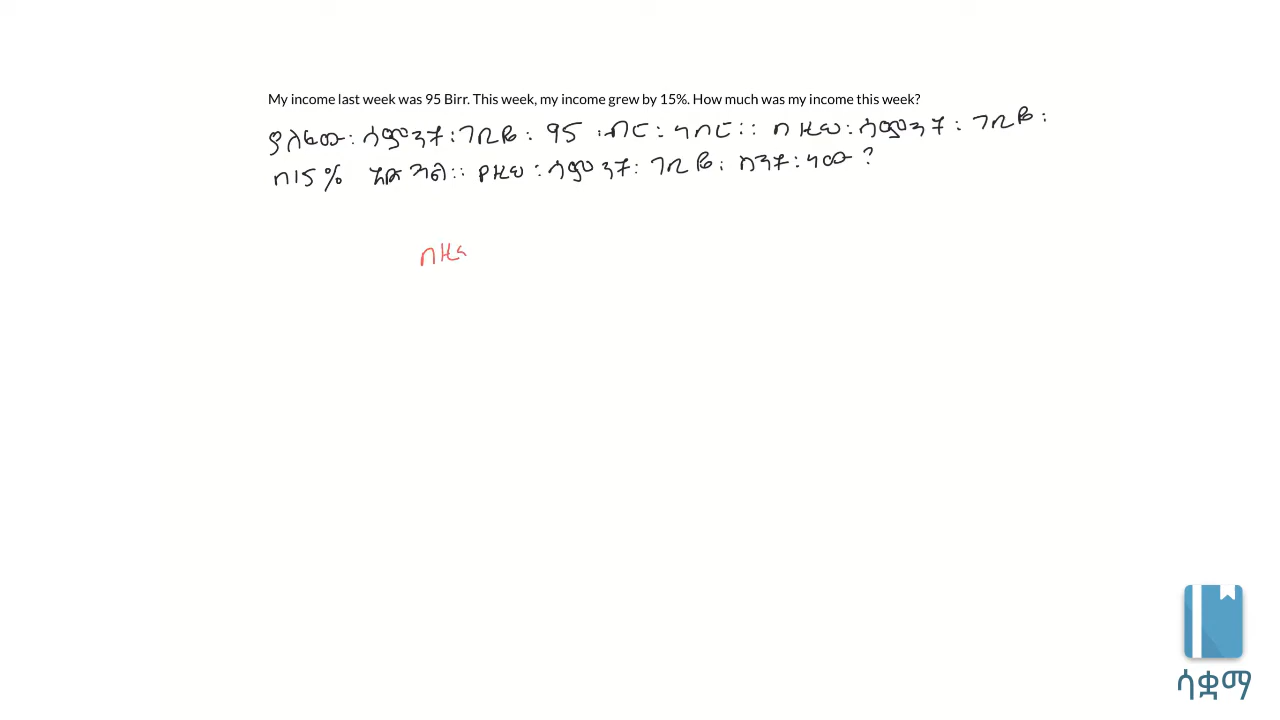 My income last week was 95 Birr. This week, my income grew by 15%. How much was my income this week?
ያለፈው፡ ሳምንት፡ ገቢዬ፡ 95 ፡ብር፡ ነበር፡፡ በዚህ፡ ሳምንት፡ ገቢዬ፡
በ15% አድጓል፡፡ የዚህ፡ ሳምንት፡ ገቢዬ፡ ስንት፡ ነው?
በዚ
ሳቋማ